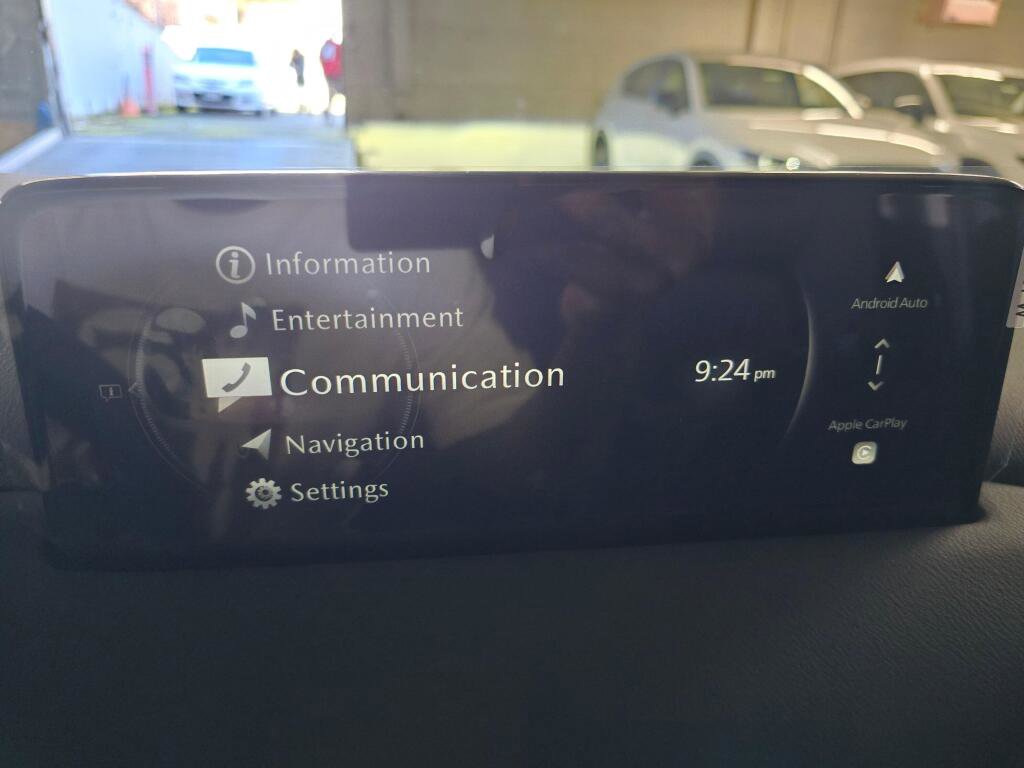 Information
Entertainment
Communication
Navigation
Settings
9:24 pm
Android Auto
Apple CarPlay